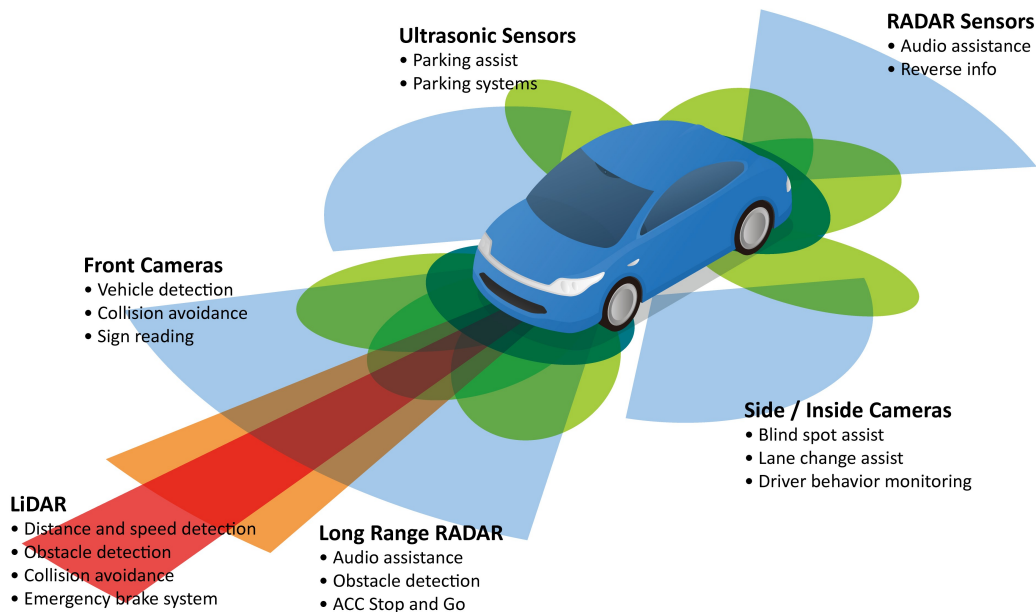 Ultrasonic Sensors
• Parking assist
• Parking systems
RADAR Sensors
• Audio assistance
• Reverse info
Front Cameras
• Vehicle detection
• Collision avoidance
• Sign reading
Side / Inside Cameras
• Blind spot assist
• Lane change assist
• Driver behavior monitoring
LiDAR
• Distance and speed detection
• Obstacle detection
• Collision avoidance
• Emergency brake system
Long Range RADAR
• Audio assistance
• Obstacle detection
• ACC Stop and Go